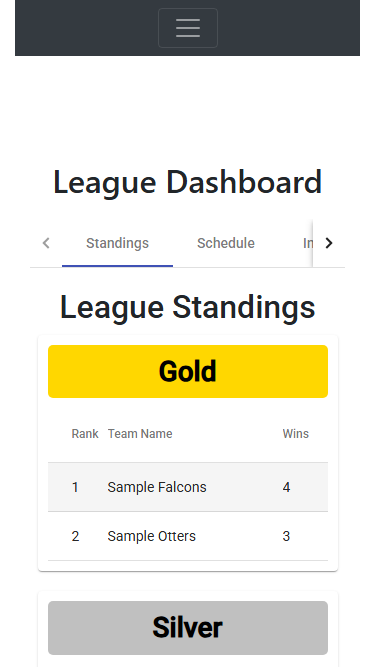 League Dashboard
Standings Schedule
League Standings
Gold
Rank Team Name Wins
1 Sample Falcons 4
2 Sample Otters 3
Silver